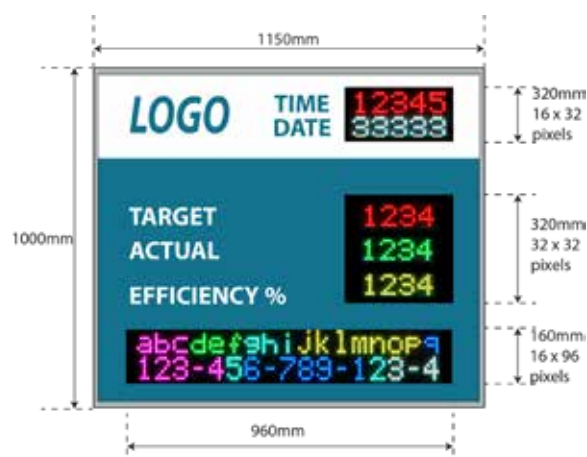 1150mm
LOGO
TIME 12345
DATE 33333
320mm
16 x 32
pixels
1000mm
TARGET 1234
ACTUAL 1234
EFFICIENCY % 1234
320mm
32 x 32
pixels
abcdefghijklmnopq
123-456-789-123-4
160mm
16 x 96
pixels
960mm